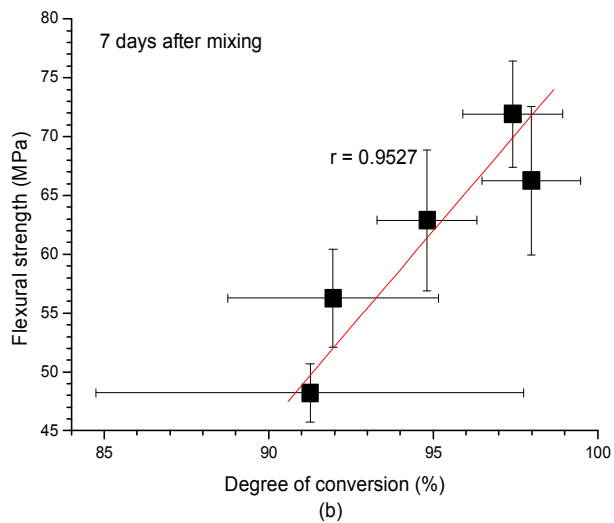 7 days after mixing
r = 0.9527
Flexural strength (MPa)
80
75
70
65
60
55
50
45
85 90 95 100
Degree of conversion (%)
(b)